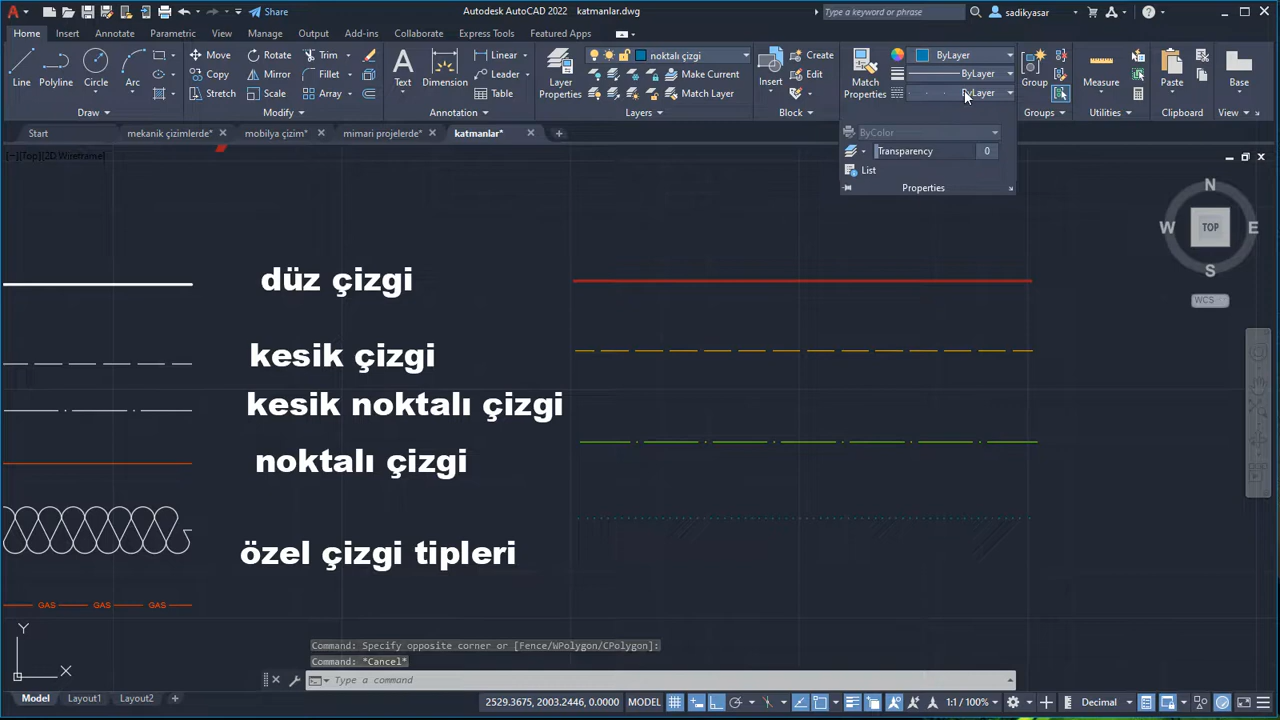 Share
Autodesk AutoCAD 2022 katmanlar.dwg
Type a keyword or phrase
sadikyasar
Home Insert Annotate Parametric View Manage Output Add-ins Collaborate Express Tools Featured Apps
Line
Polyline
Circle
Arc
Move
Copy
Stretch
Rotate
Mirror
Scale
Trim
Fillet
Array
Text
Dimension
Linear
Leader
Table
Layer
Properties
noktalı çizgi
Make Current
Match Layer
Insert
Create
Edit
Match
Properties
ByLayer
ByLayer
ByLayer
Group
Measure
Paste
Base
Draw
Modify
Annotation
Layers
Block
Groups
Utilities
Clipboard
View
ByColor
Transparency 0
List
Properties
Start mekanik çizimlerde* mobilya çizim* mimari projelerde* katmanlar*
[+][Top][2D Wireframe]
N
W TOP E
S
WCS
düz çizgi
kesik çizgi
kesik noktalı çizgi
noktalı çizgi
özel çizgi tipleri
GAS GAS GAS
Y
X
Command: Specify opposite corner or [Fence/WPolygon/CPolygon]:
Command: *Cancel*
Type a command
Model Layout1 Layout2 +
2529.3675, 2003.2446, 0.0000 MODEL 1:1 / 100% Decimal